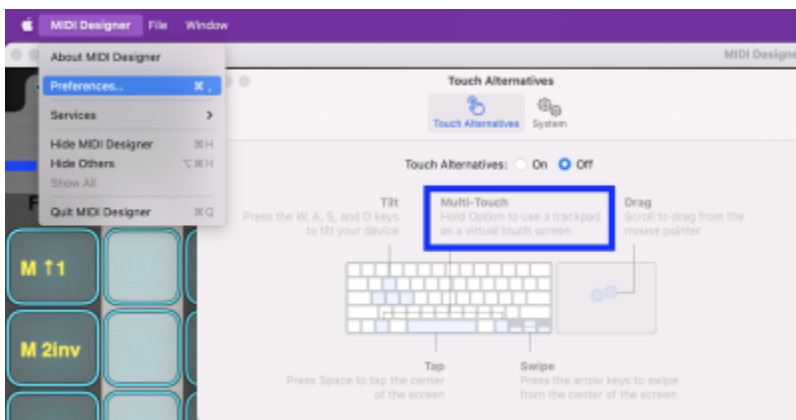 MIDI Designer File Window
About MIDI Designer
Preferences... ⌘ ,
Services >
Hide MIDI Designer ⌘H
Hide Others ⌥⌘H
Show All
Quit MIDI Designer ⌘Q
MIDI Designe
Touch Alternatives
Touch Alternatives System
Touch Alternatives: On Off
Tilt
Press the W, A, S, and D keys
to tilt your device
Multi-Touch
Hold Option to use a trackpad
as a virtual touch screen
Drag
Scroll to drag from the
mouse pointer
Tap
Press Space to tap the center
of the screen
Swipe
Press the arrow keys to swipe
from the center of the screen
F
M ↑1
M 2inv